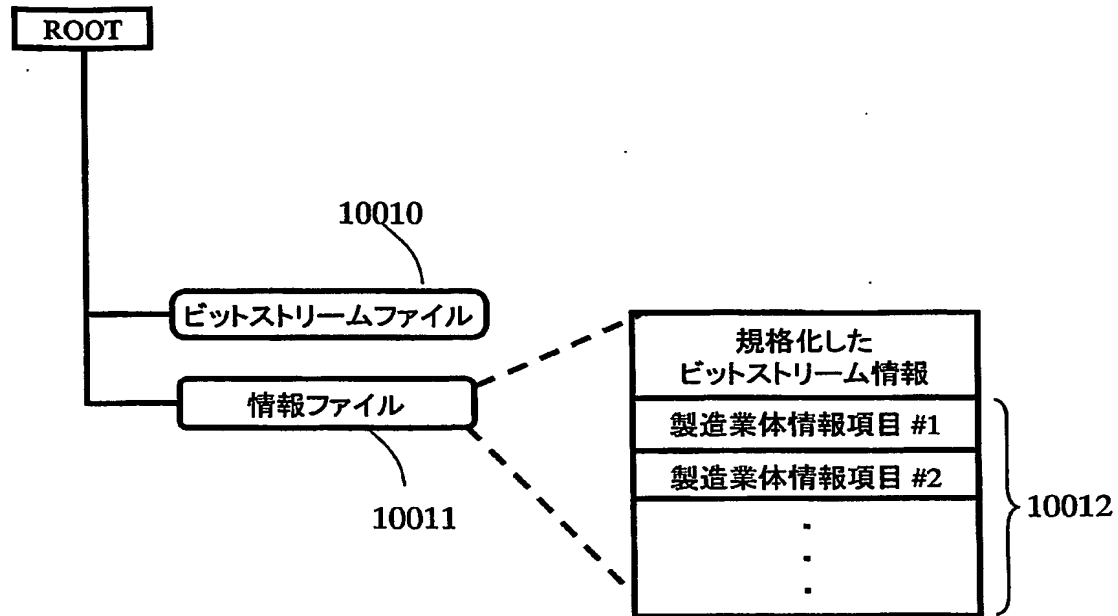 ROOT
10010
ビットストリームファイル
情報ファイル
10011
規格化した
ビットストリーム情報
製造業体情報項目 #1
製造業体情報項目 #2
10012